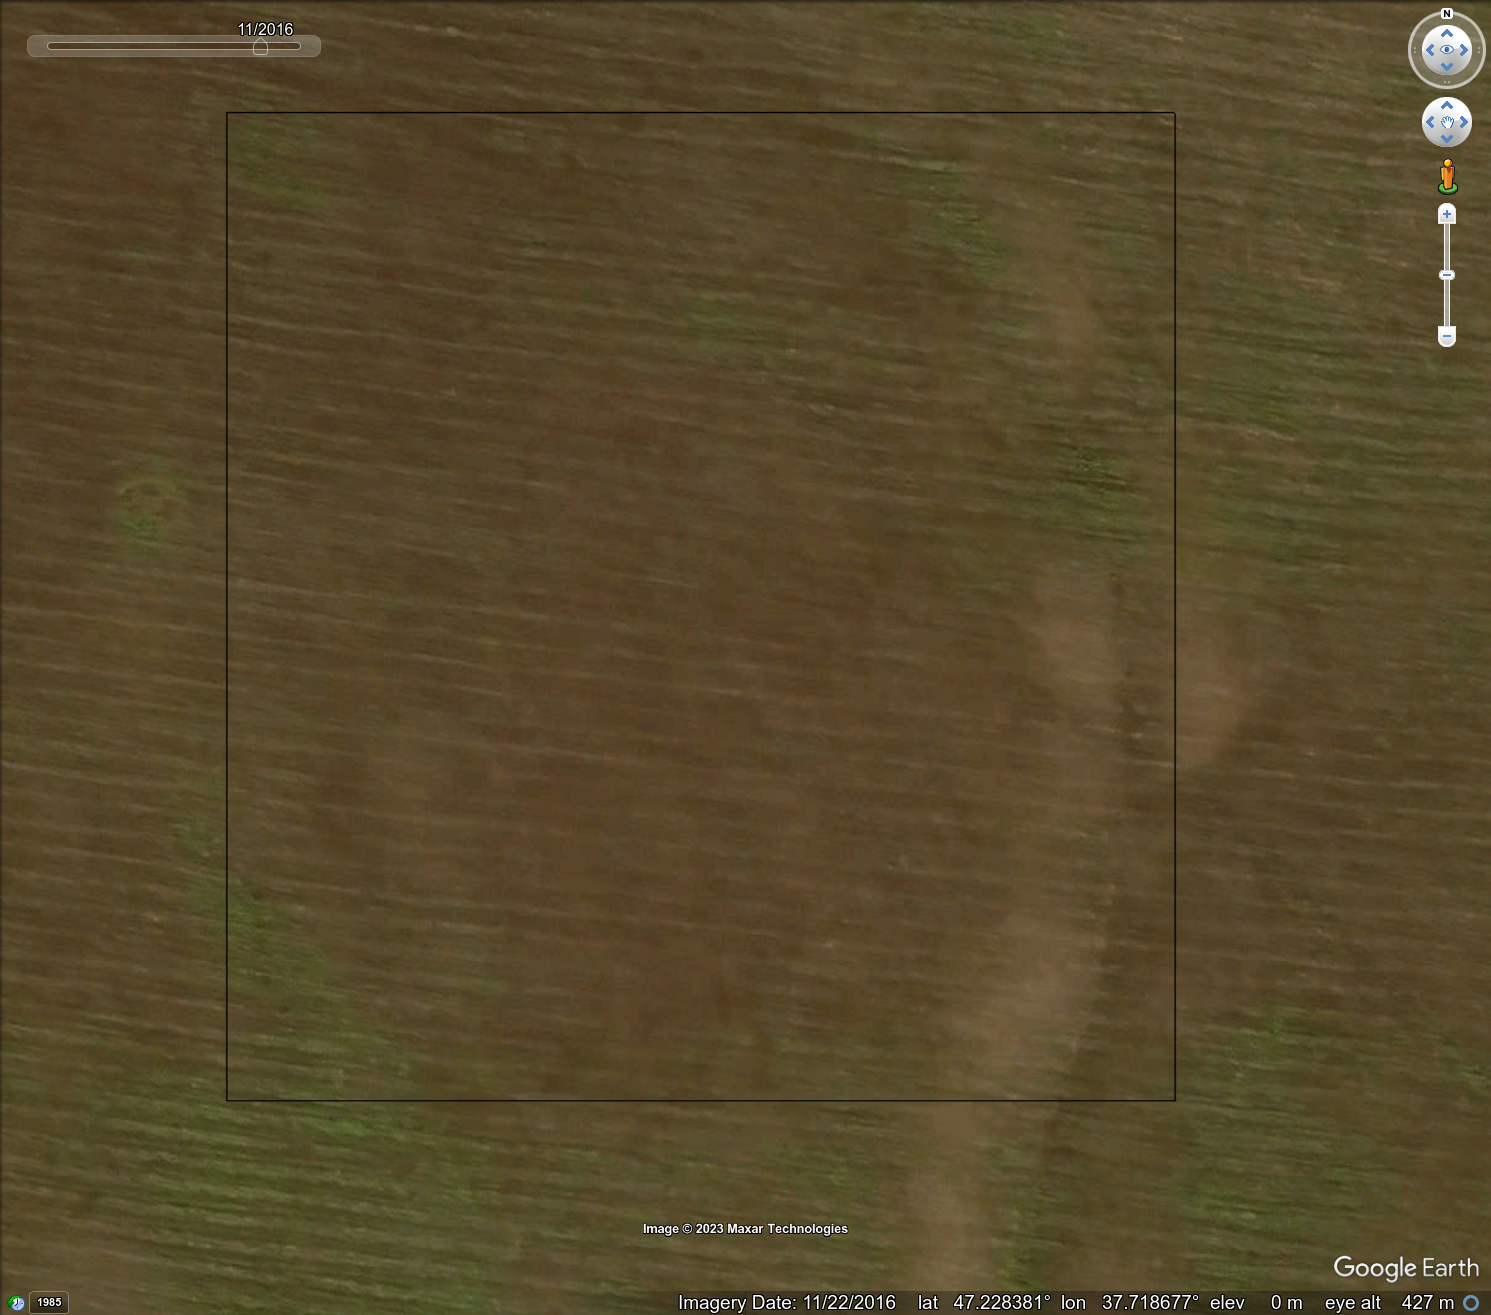 11/2016
N
Image © 2023 Maxar Technologies
Google Earth
1985
Imagery Date: 11/22/2016 lat 47.228381° lon 37.718677° elev 0 m eye alt 427 m